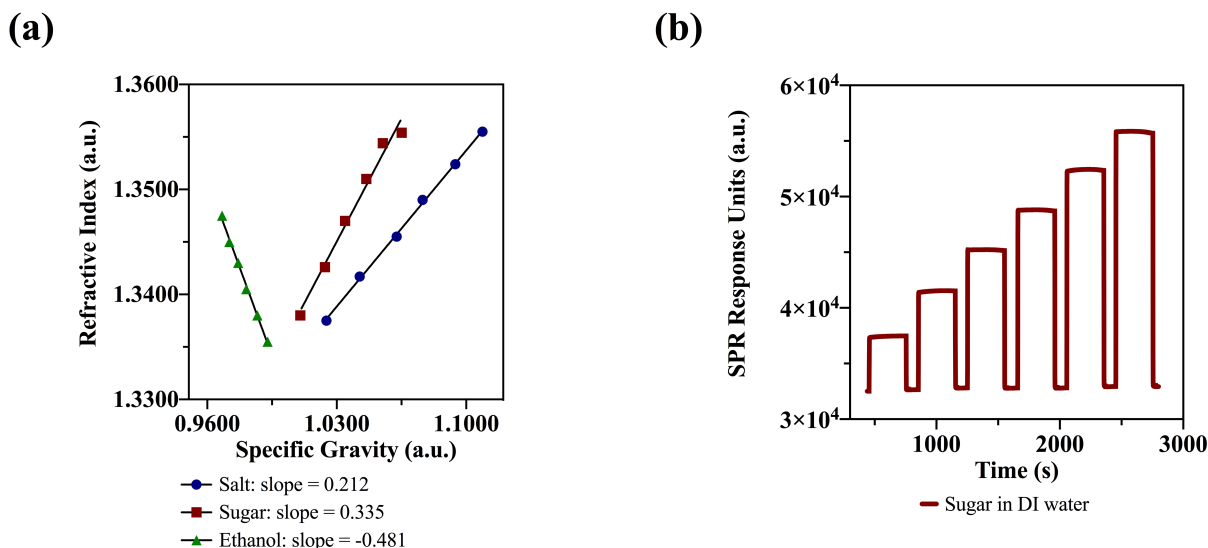 (a)
1.3600
1.3500
1.3400
1.3300
Refractive Index (a.u.)
0.9600 1.0300 1.1000
Specific Gravity (a.u.)
Salt: slope = 0.212
Sugar: slope = 0.335
Ethanol: slope = -0.481
(b)
6×10⁴
5×10⁴
4×10⁴
3×10⁴
SPR Response Units (a.u.)
1000 2000 3000
Time (s)
Sugar in DI water